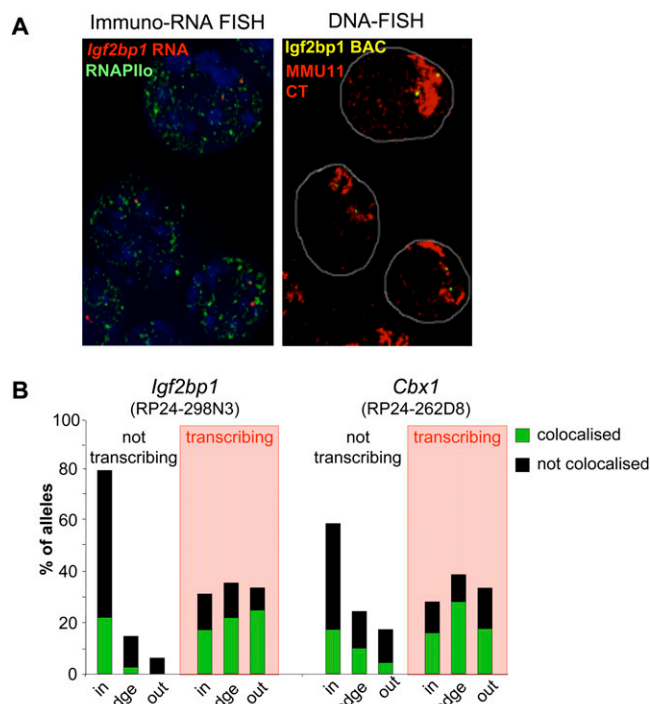 A
Immuno-RNA FISH
DNA-FISH
Igf2bp1 RNA
RNAPIIo
Igf2bp1 BAC
MMU11
CT
B
Igf2bp1
(RP24-298N3)
Cbx1
(RP24-262D8)
not
transcribing
transcribing
not
transcribing
transcribing
colocalised
not colocalised
% of alleles
100
80
60
40
20
0
in
out
in
edge
out
in
out
in
edge
out